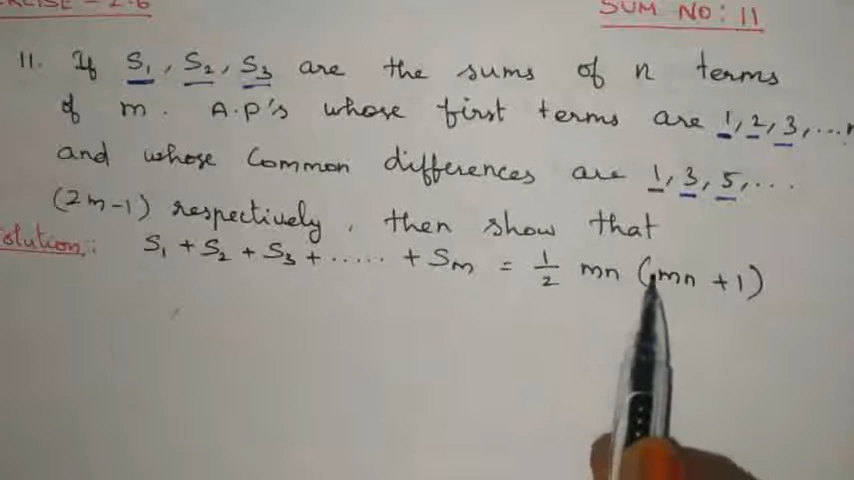 SUM NO: 11
11. If S₁, S₂, S₃ are the sums of n terms
of m. A.P's whose first terms are 1, 2, 3, ...
and whose Common differences are 1, 3, 5, ...
(2m-1) respectively, then show that
olution:
S₁ + S₂ + S₃ + ..... + Sₘ = 1/2 mn (mn + 1)